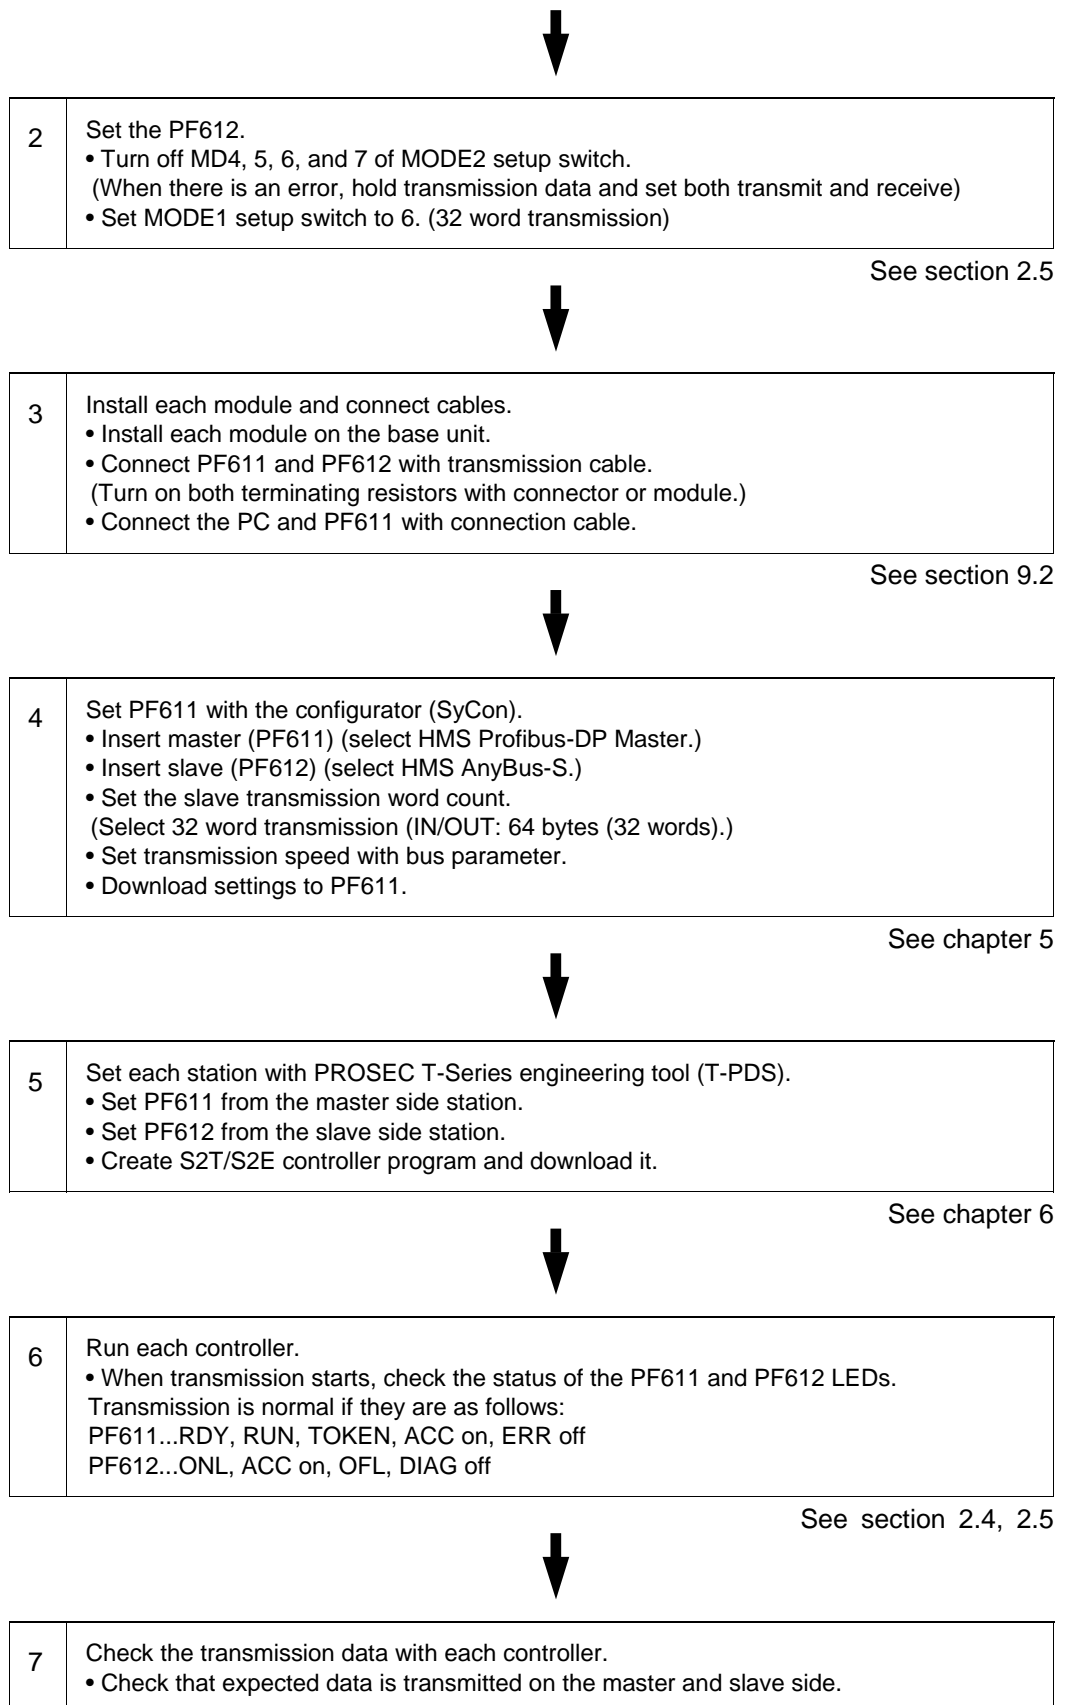 2
Set the PF612.
• Turn off MD4, 5, 6, and 7 of MODE2 setup switch.
(When there is an error, hold transmission data and set both transmit and receive)
• Set MODE1 setup switch to 6. (32 word transmission)
See section 2.5
3
Install each module and connect cables.
• Install each module on the base unit.
• Connect PF611 and PF612 with transmission cable.
(Turn on both terminating resistors with connector or module.)
• Connect the PC and PF611 with connection cable.
See section 9.2
4
Set PF611 with the configurator (SyCon).
• Insert master (PF611) (select HMS Profibus-DP Master.)
• Insert slave (PF612) (select HMS AnyBus-S.)
• Set the slave transmission word count.
(Select 32 word transmission (IN/OUT: 64 bytes (32 words).)
• Set transmission speed with bus parameter.
• Download settings to PF611.
See chapter 5
5
Set each station with PROSEC T-Series engineering tool (T-PDS).
• Set PF611 from the master side station.
• Set PF612 from the slave side station.
• Create S2T/S2E controller program and download it.
See chapter 6
6
Run each controller.
• When transmission starts, check the status of the PF611 and PF612 LEDs.
Transmission is normal if they are as follows:
PF611...RDY, RUN, TOKEN, ACC on, ERR off
PF612...ONL, ACC on, OFL, DIAG off
See section 2.4, 2.5
7
Check the transmission data with each controller.
• Check that expected data is transmitted on the master and slave side.